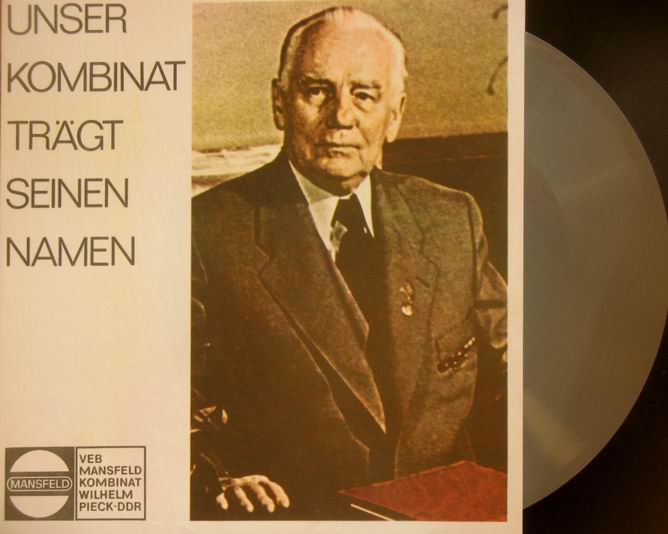 UNSER
KOMBINAT
TRÄGT
SEINEN
NAMEN
MANSFELD
VEB
MANSFELD
KOMBINAT
WILHELM
PIECK·DDR